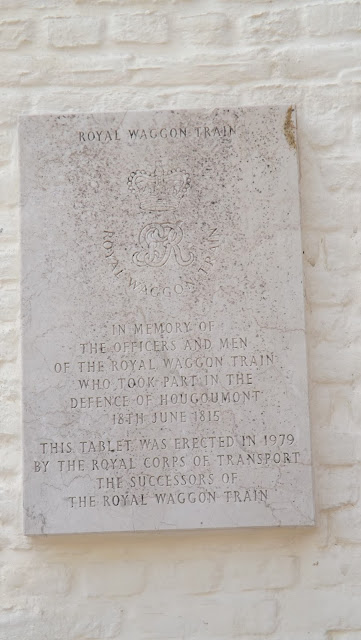 ROYAL WAGGON TRAIN
GR
ROYAL WAGGON TRAIN
IN MEMORY OF
THE OFFICERS AND MEN
OF THE ROYAL WAGGON TRAIN
WHO TOOK PART IN THE
DEFENCE OF HOUGOUMONT
18TH JUNE 1815
THIS TABLET WAS ERECTED IN 1979
BY THE ROYAL CORPS OF TRANSPORT
THE SUCCESSORS OF
THE ROYAL WAGGON TRAIN